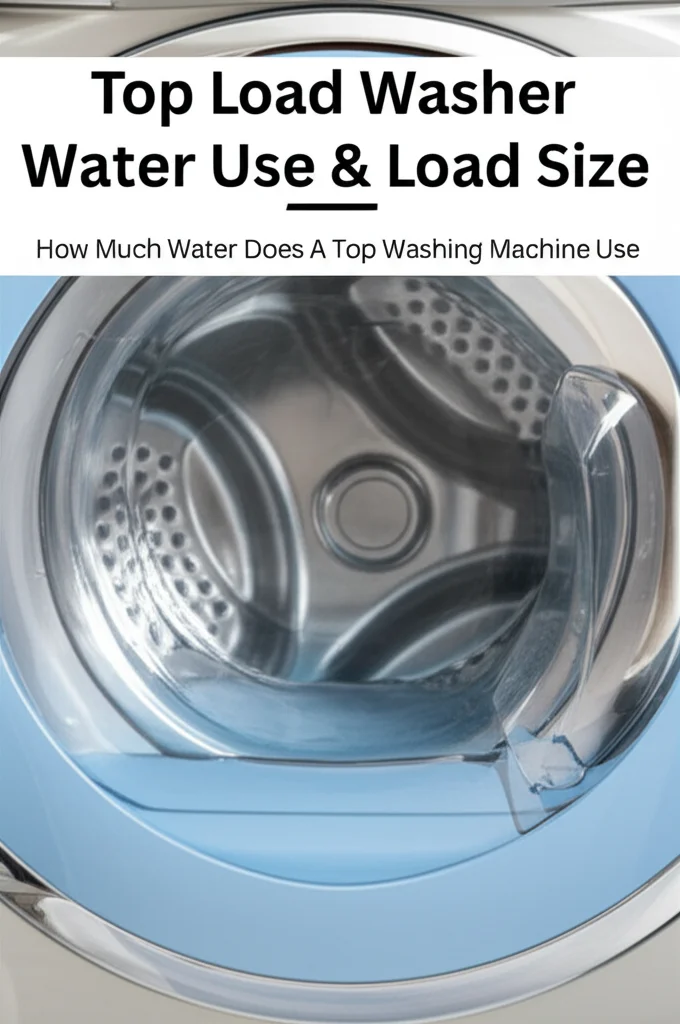 Top Load Washer
Water Use & Load Size
How Much Water Does A Top Washing Machine Use